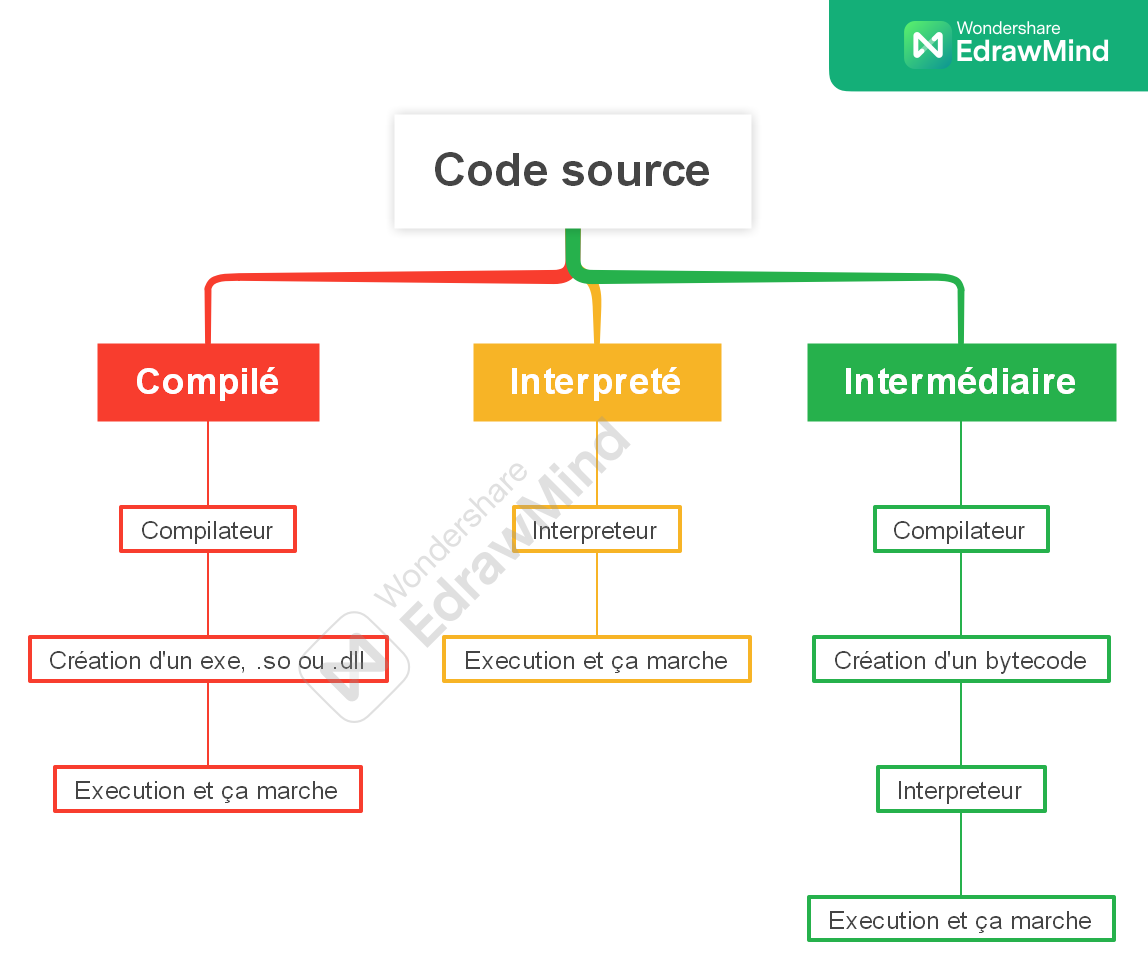 Wondershare
EdrawMind
Code source
Compilé
Interpreté
Intermédiaire
Compilateur
Interpreteur
Compilateur
Création d'un exe, .so ou .dll
Execution et ça marche
Création d'un bytecode
Execution et ça marche
Interpreteur
Execution et ça marche
Wondershare
EdrawMind